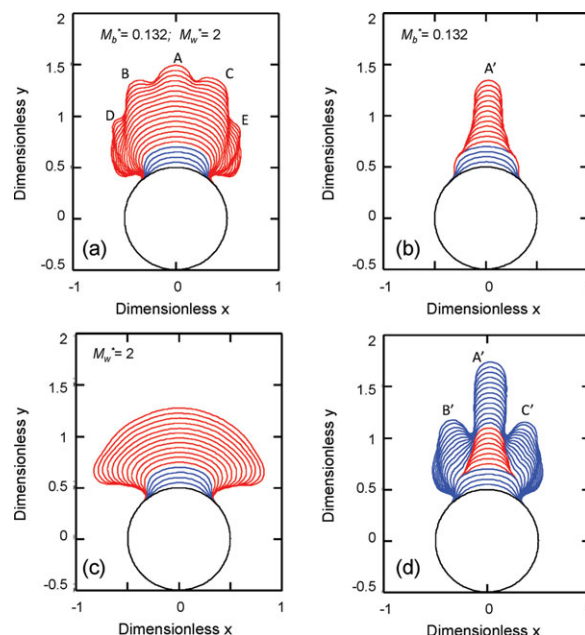 M_b^*= 0.132; M_w^*= 2
A
B
C
D
E
(a)
2
1.5
1
0.5
0
-0.5
-1
0
1
Dimensionless y
Dimensionless x
M_b^*= 0.132
A'
(b)
2
1.5
1
0.5
0
-0.5
-1
0
1
Dimensionless y
Dimensionless x
M_w^*= 2
(c)
2
1.5
1
0.5
0
-0.5
-1
0
1
Dimensionless y
Dimensionless x
A'
B'
C'
(d)
2
1.5
1
0.5
0
-0.5
-1
0
Dimensionless y
Dimensionless x